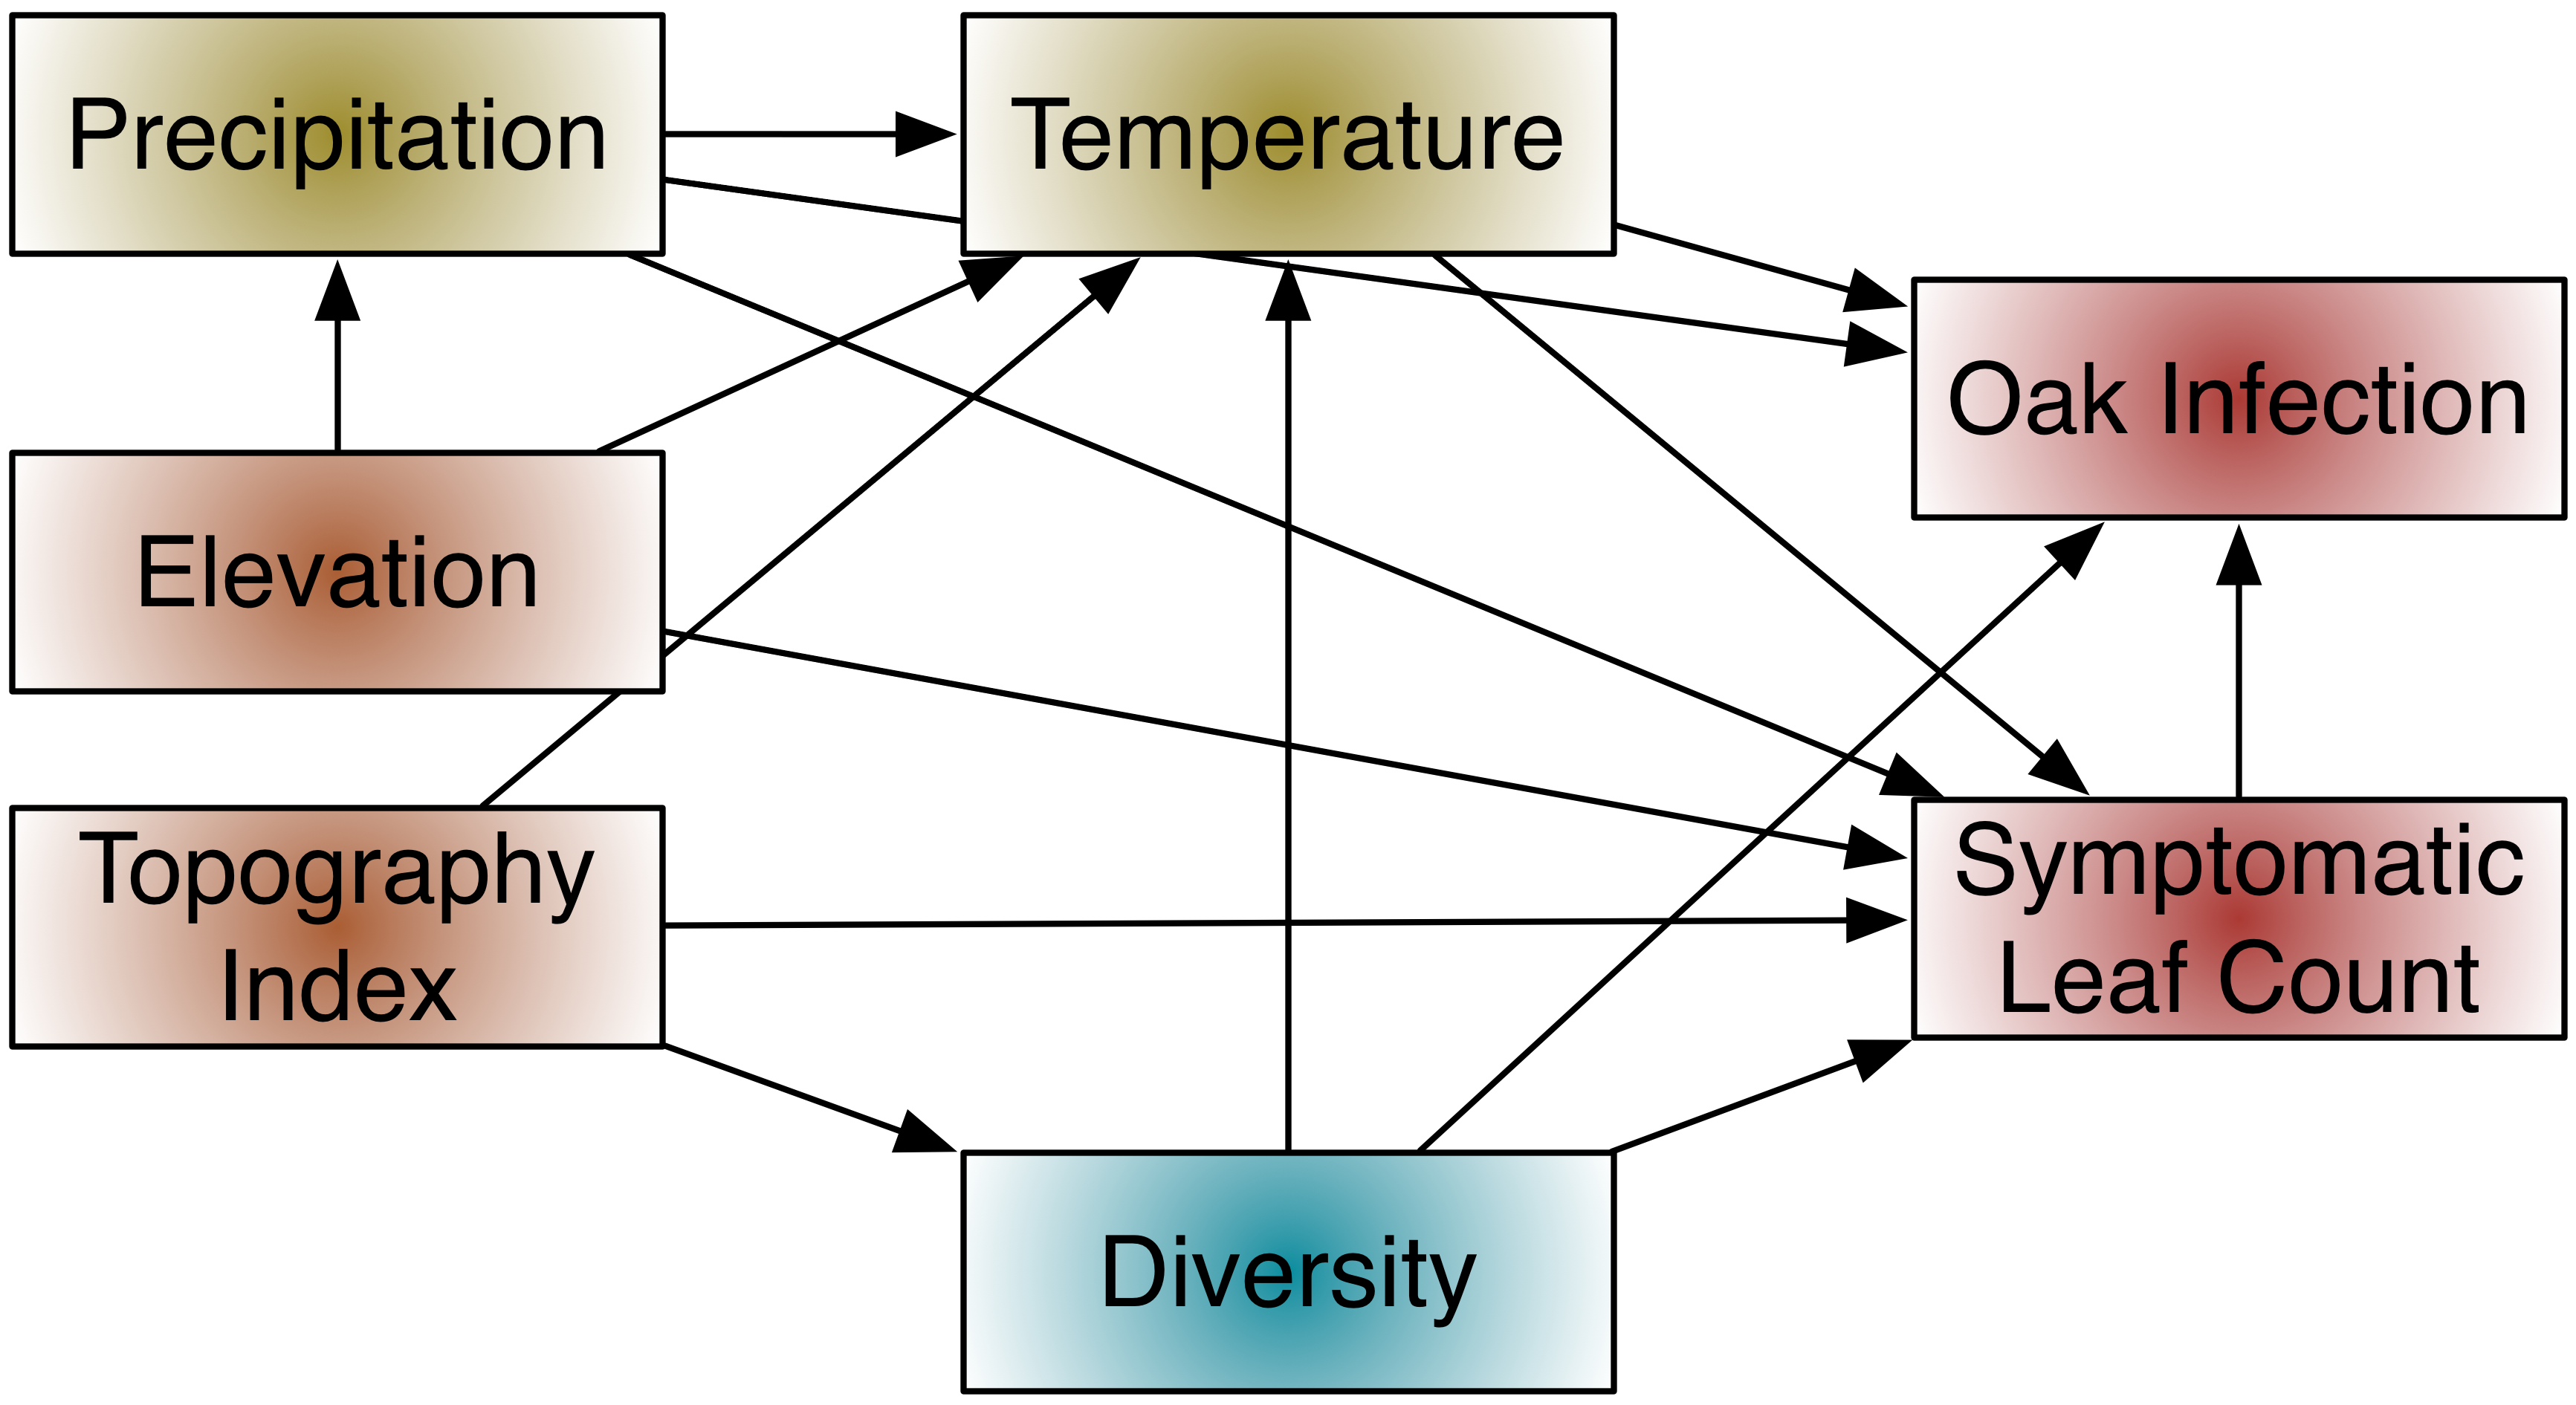 Precipitation
Temperature
Oak Infection
Elevation
Topography
Index
Symptomatic
Leaf Count
Diversity